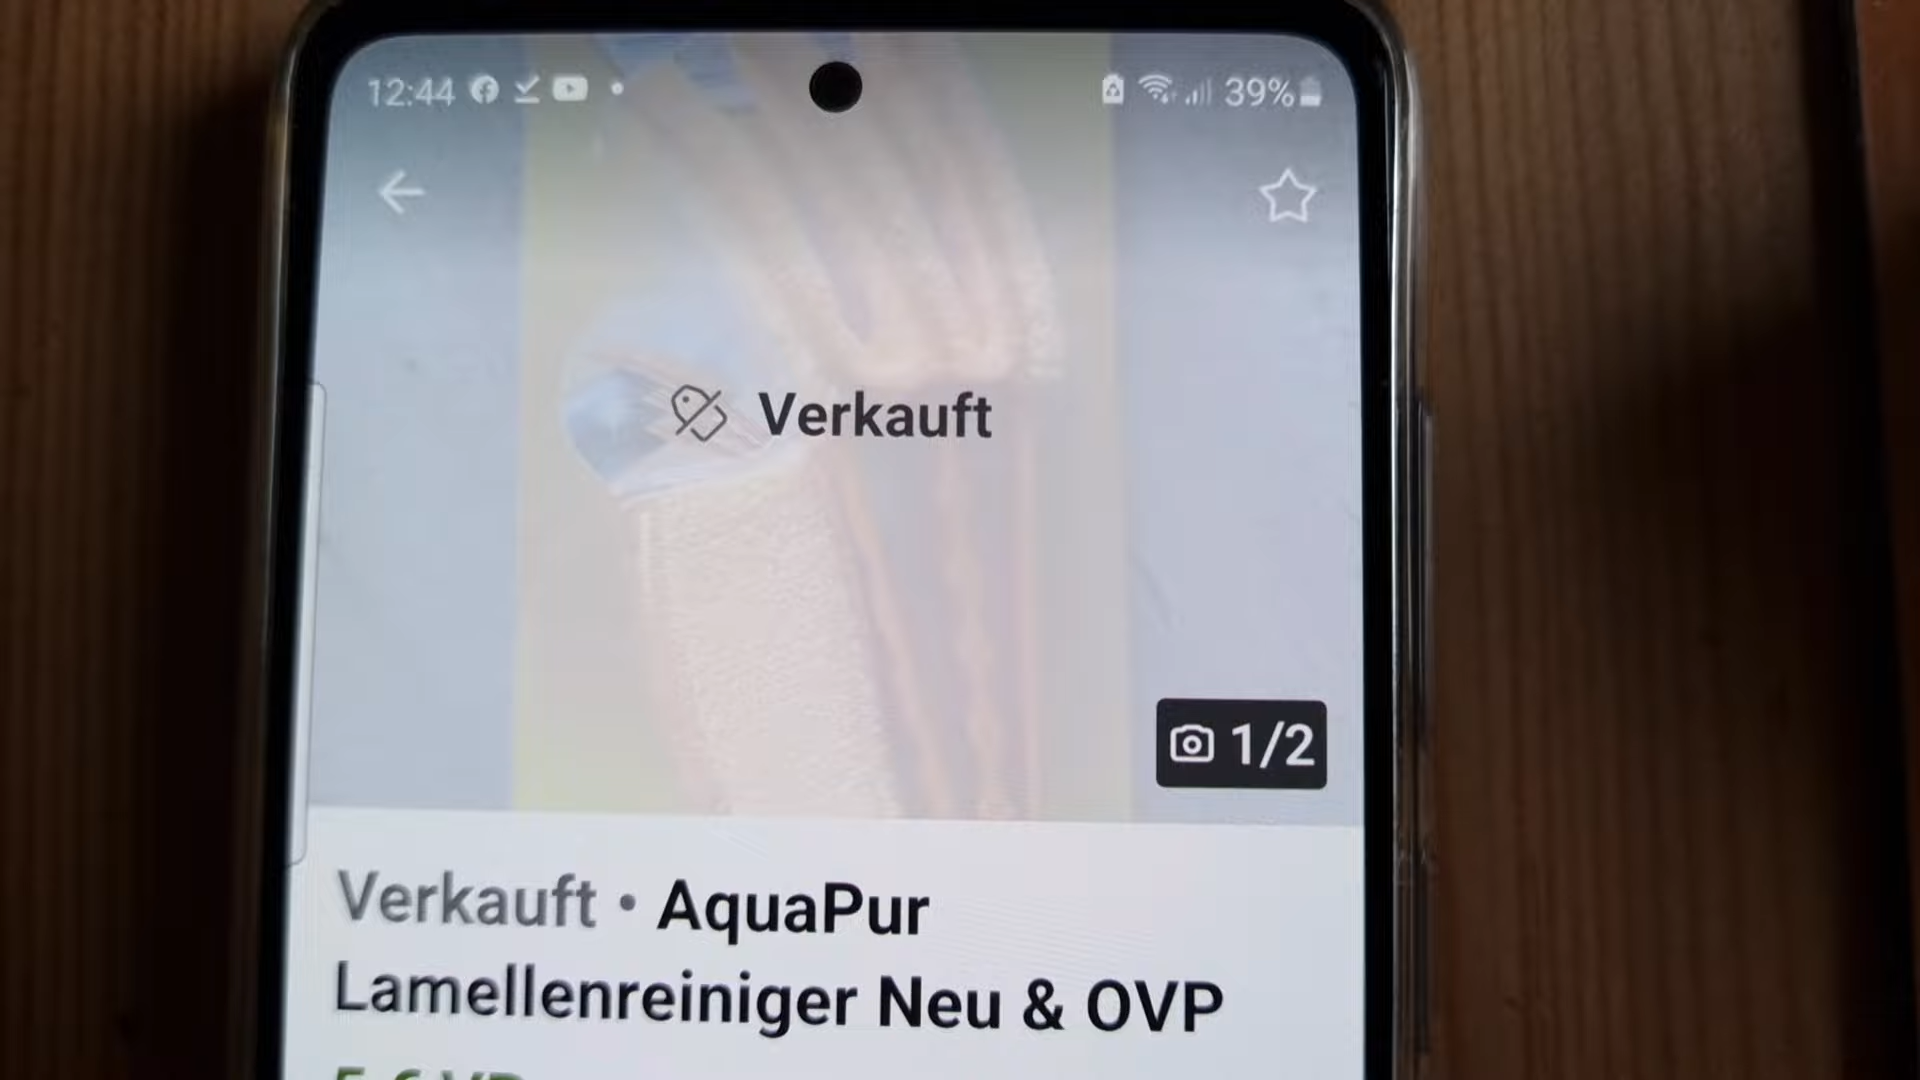 12:44
39%
Verkauft
1/2
Verkauft • AquaPur
Lamellenreiniger Neu & OVP